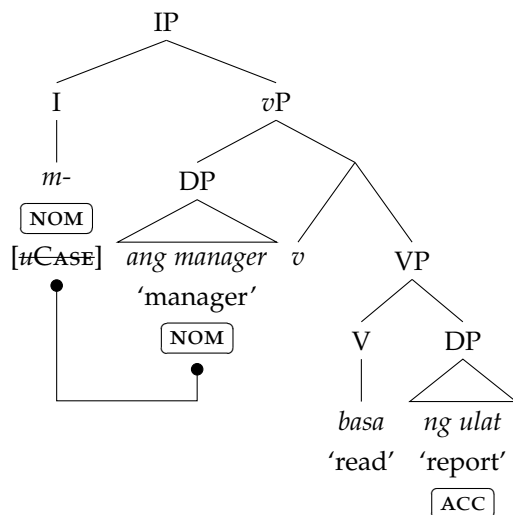 IP
I vP
m- DP
NOM
[uCASE] ang manager v VP
‘manager’ V DP
NOM
basa ng ulat
‘read’ ‘report’
ACC